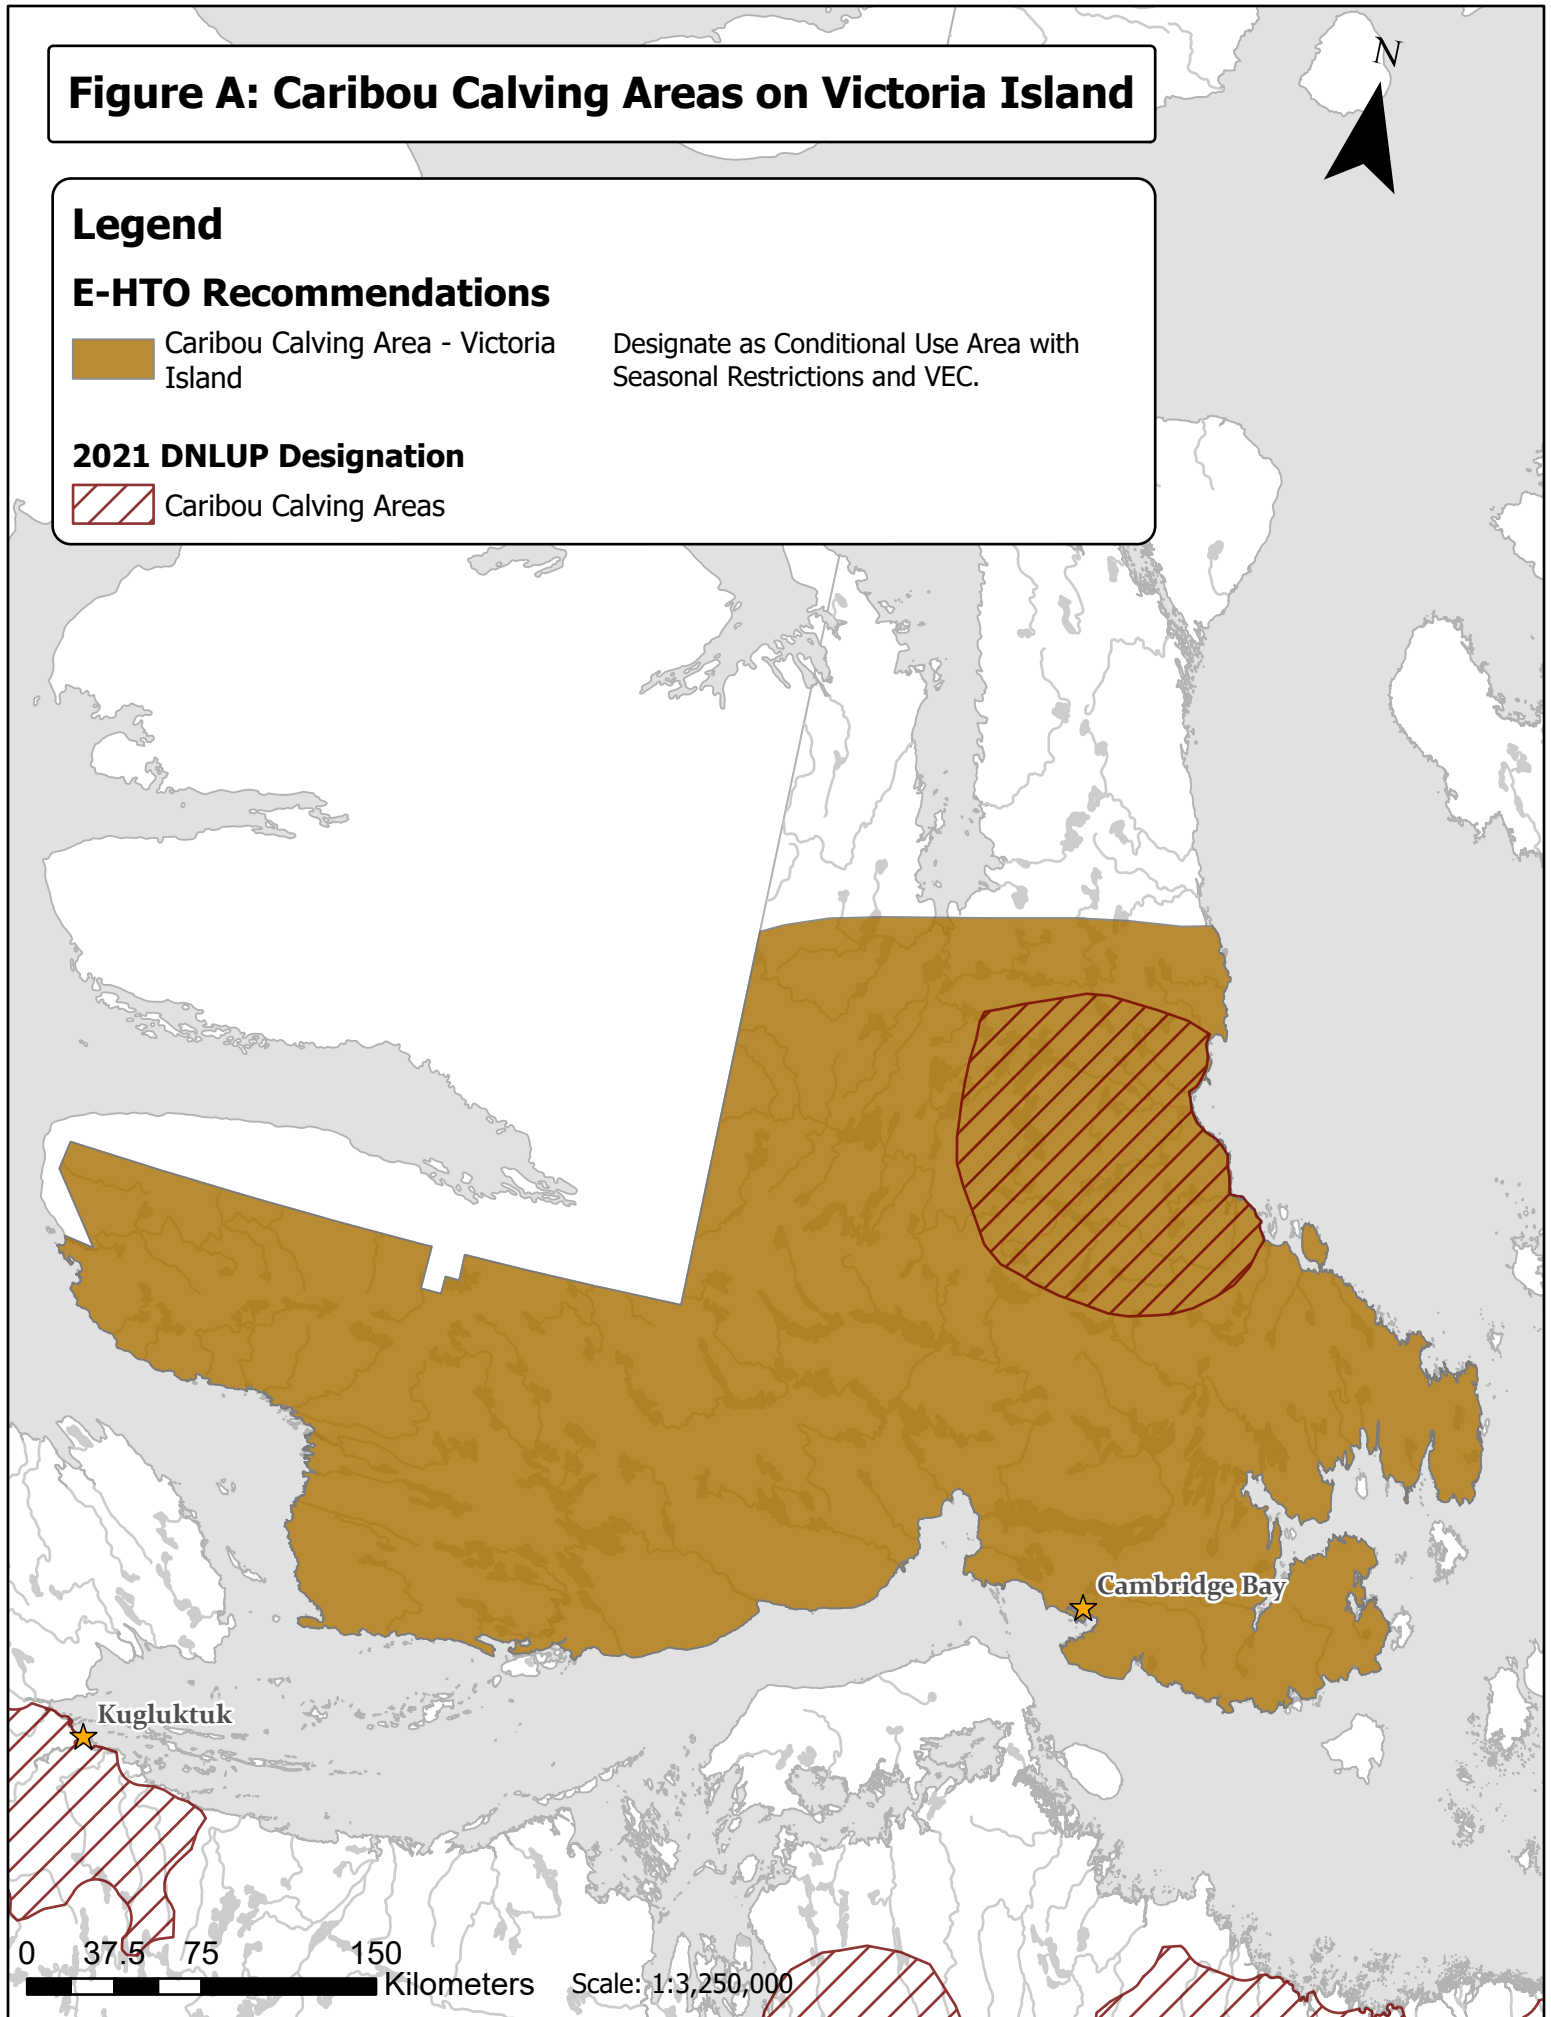 Figure A: Caribou Calving Areas on Victoria Island
N
Legend
E-HTO Recommendations
Caribou Calving Area - Victoria
Island
Designate as Conditional Use Area with
Seasonal Restrictions and VEC.
2021 DNLUP Designation
Caribou Calving Areas
Cambridge Bay
Kugluktuk
0 37.5 75 150
Kilometers
Scale: 1:3,250,000